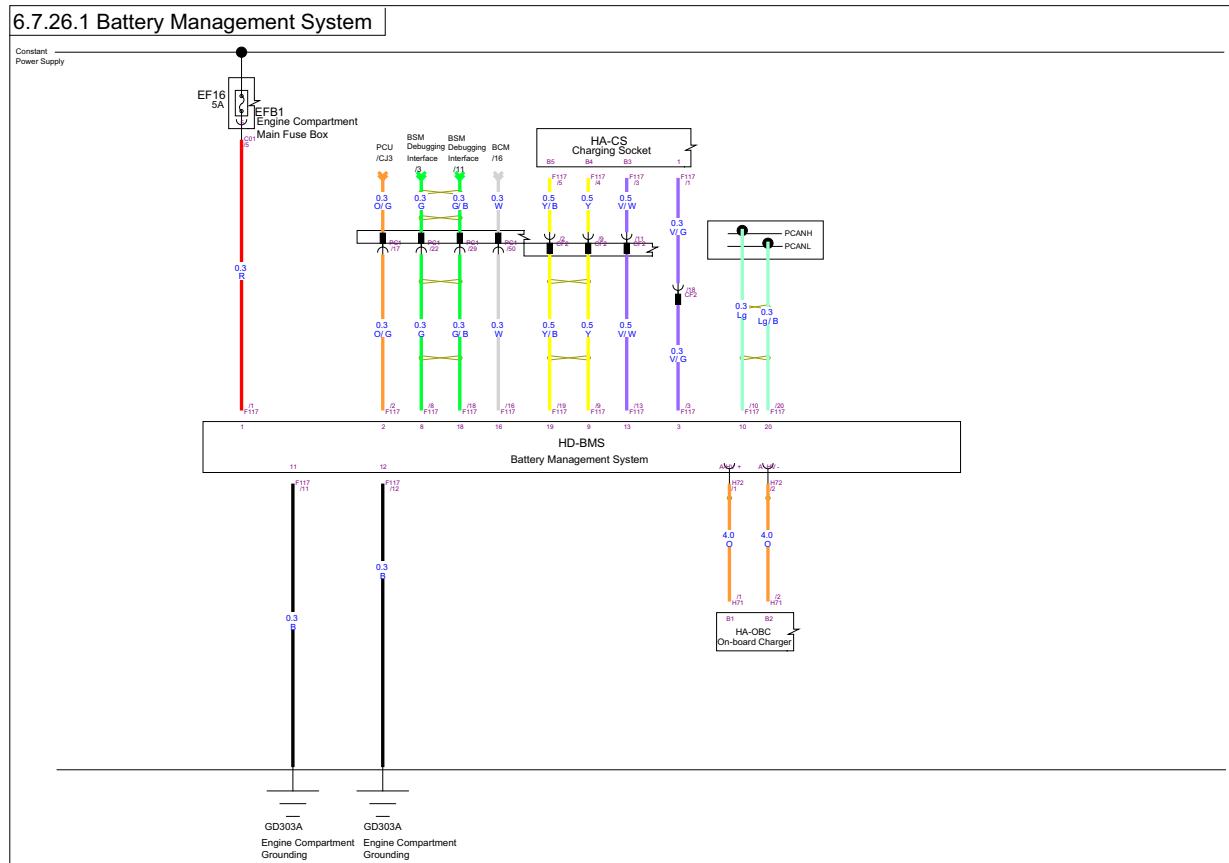 6.7.26.1 Battery Management System
Constant
Power Supply
EF16
5A
EFB1
Engine Compartment
Main Fuse Box
C01
/5
PCU
/CJ3
BSM
Debugging
Interface
/3
BSM
Debugging
Interface
/11
BCM
/16
HA-CS
Charging Socket
B5
B4
B3
1
F117
/5
F117
/4
F117
/3
F117
/1
0.3
O/ G
0.3
G
0.3
G/ B
0.3
W
0.5
Y/ B
0.5
Y
0.5
V/ W
0.3
V/ G
PCANH
PCANL
PC1
/17
PC1
/22
PC1
/29
PC1
/50
/2
CF2
/9
CF2
/11
CF2
/18
CF2
0.3
R
0.3
O/ G
0.3
G
0.3
G/ B
0.3
W
0.5
Y/ B
0.5
Y
0.5
V/ W
0.3
V/ G
0.3
Lg
0.3
Lg/ B
/1
F117
/2
F117
/8
F117
/18
F117
/16
F117
/19
F117
/9
F117
/13
F117
/3
F117
/10
F117
/20
F117
1
2
8
18
16
19
9
13
3
10
20
HD-BMS
Battery Management System
11
12
F117
/11
F117
/12
H72
/1
H72
/2
4.0
O
4.0
O
0.3
B
0.3
B
/1
H71
/2
H71
B1
B2
HA-OBC
On-board Charger
GD303A
Engine Compartment
Grounding
GD303A
Engine Compartment
Grounding